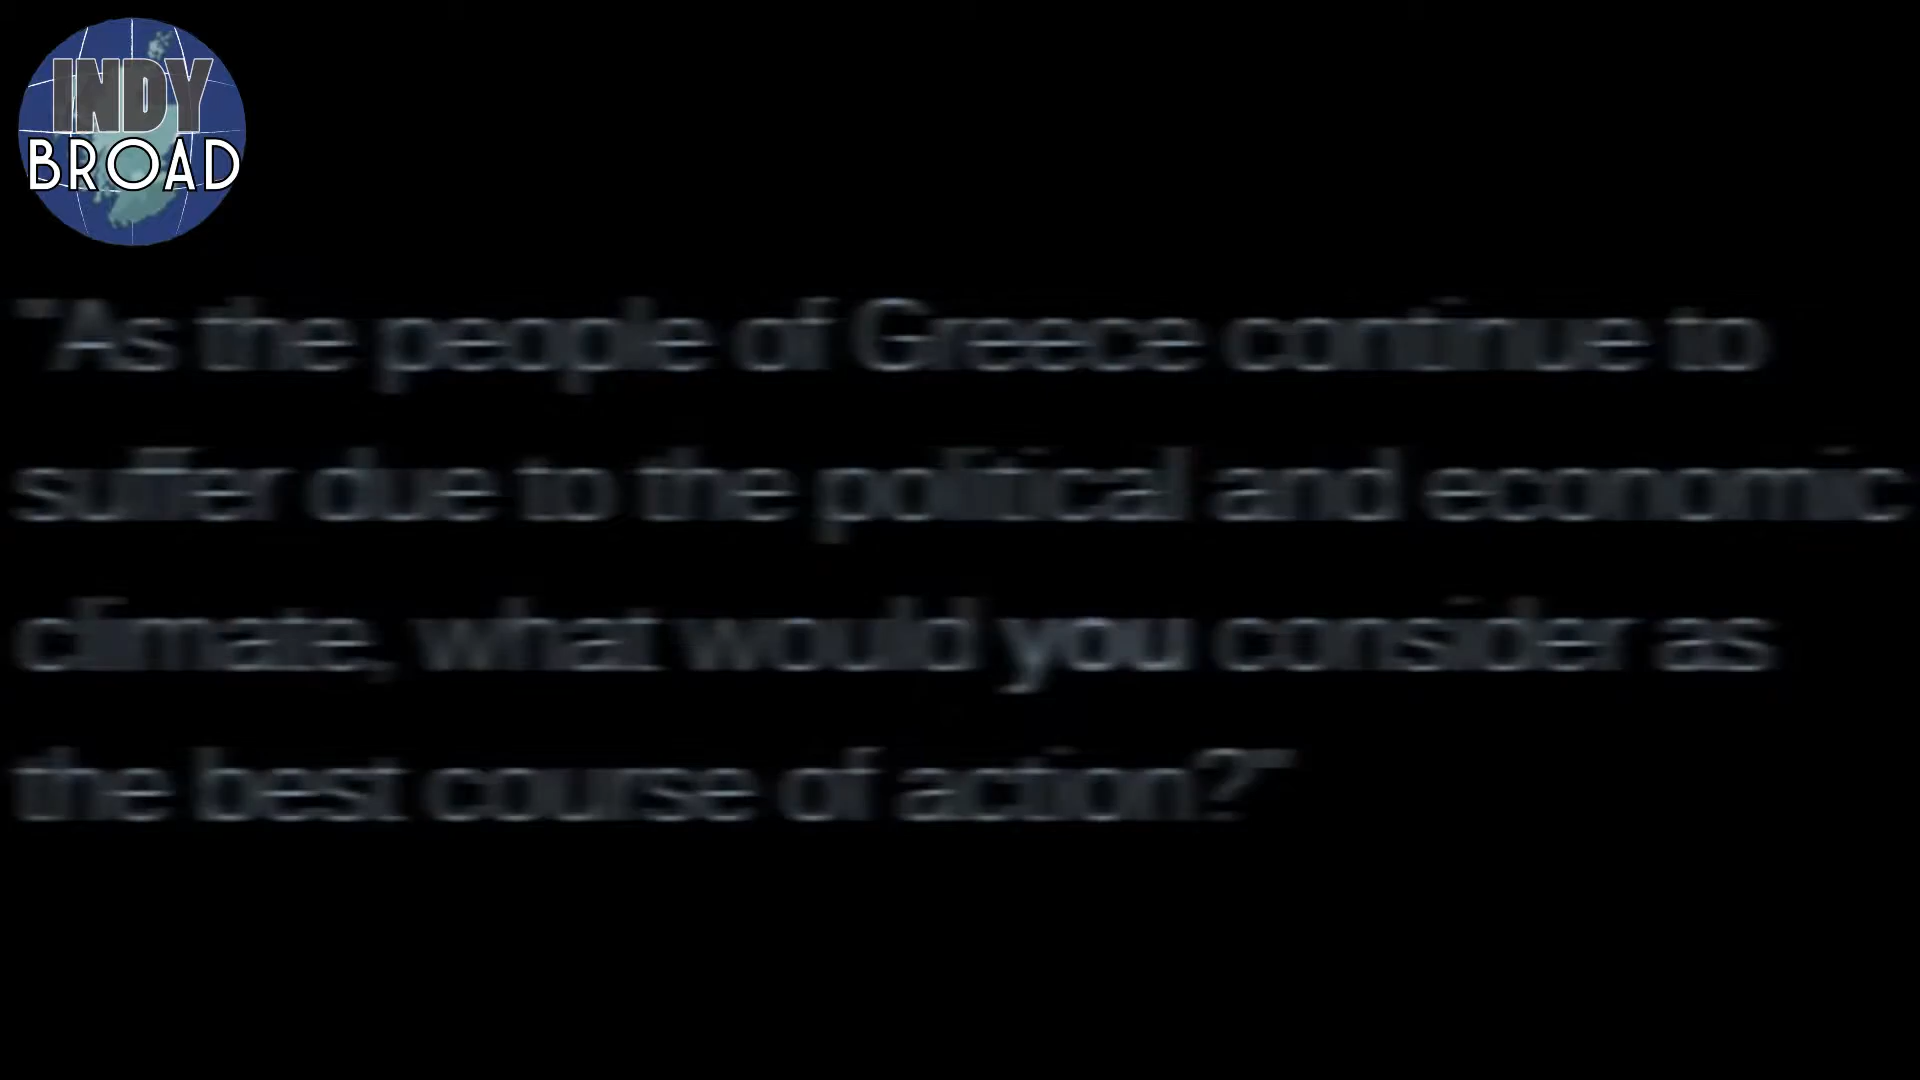 INDY
BROAD
"As the people of Greece continue to
suffer due to the political and economic
climate, what would you consider as
the best course of action?"